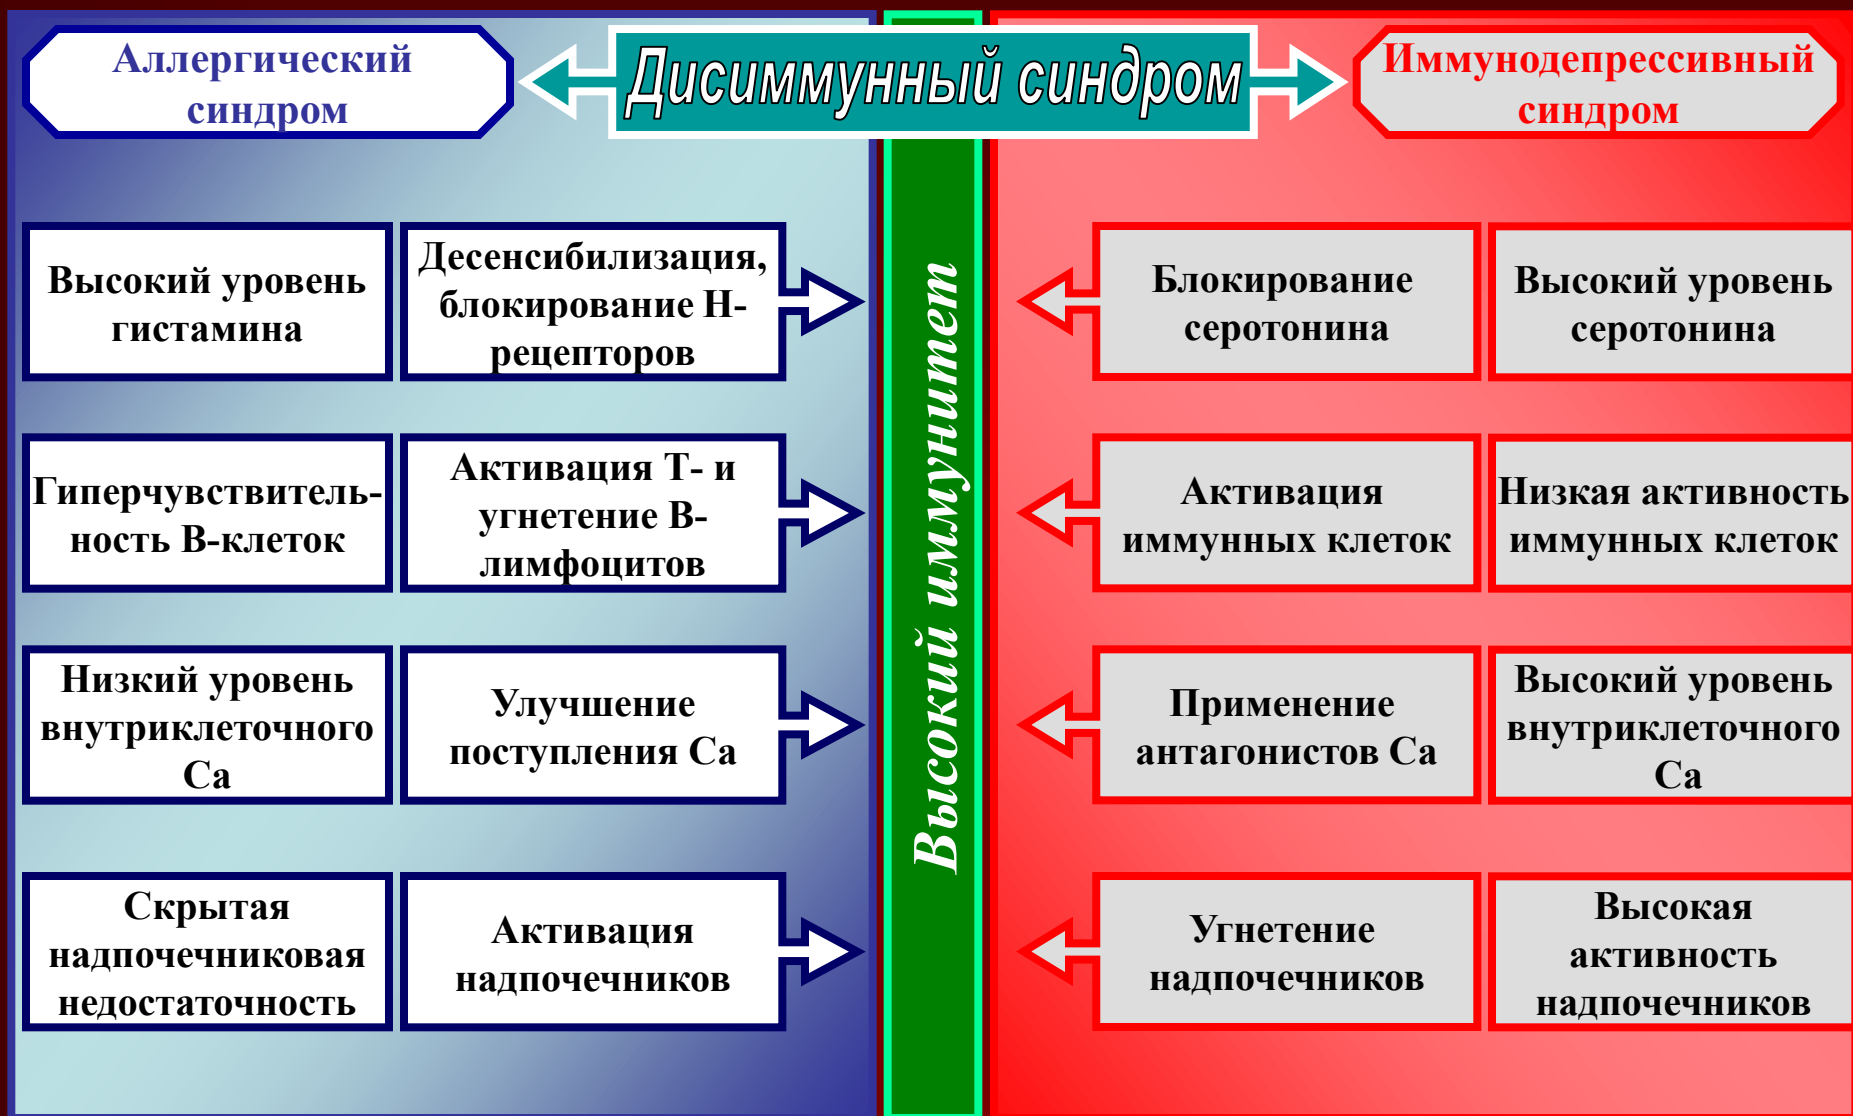 Аллергический
синдром
Дисиммунный синдром
Иммунодепрессивный
синдром
Высокий уровень
гистамина
Десенсибилизация,
блокирование Н-
рецепторов
Блокирование
серотонина
Высокий уровень
серотонина
Гиперчувствитель-
ность В-клеток
Активация Т- и
угнетение В-
лимфоцитов
Активация
иммунных клеток
Низкая активность
иммунных клеток
Низкий уровень
внутриклеточного
Са
Улучшение
поступления Са
Применение
антагонистов Са
Высокий уровень
внутриклеточного
Са
Скрытая
надпочечниковая
недостаточность
Активация
надпочечников
Угнетение
надпочечников
Высокая
активность
надпочечников
Высокий иммунитет